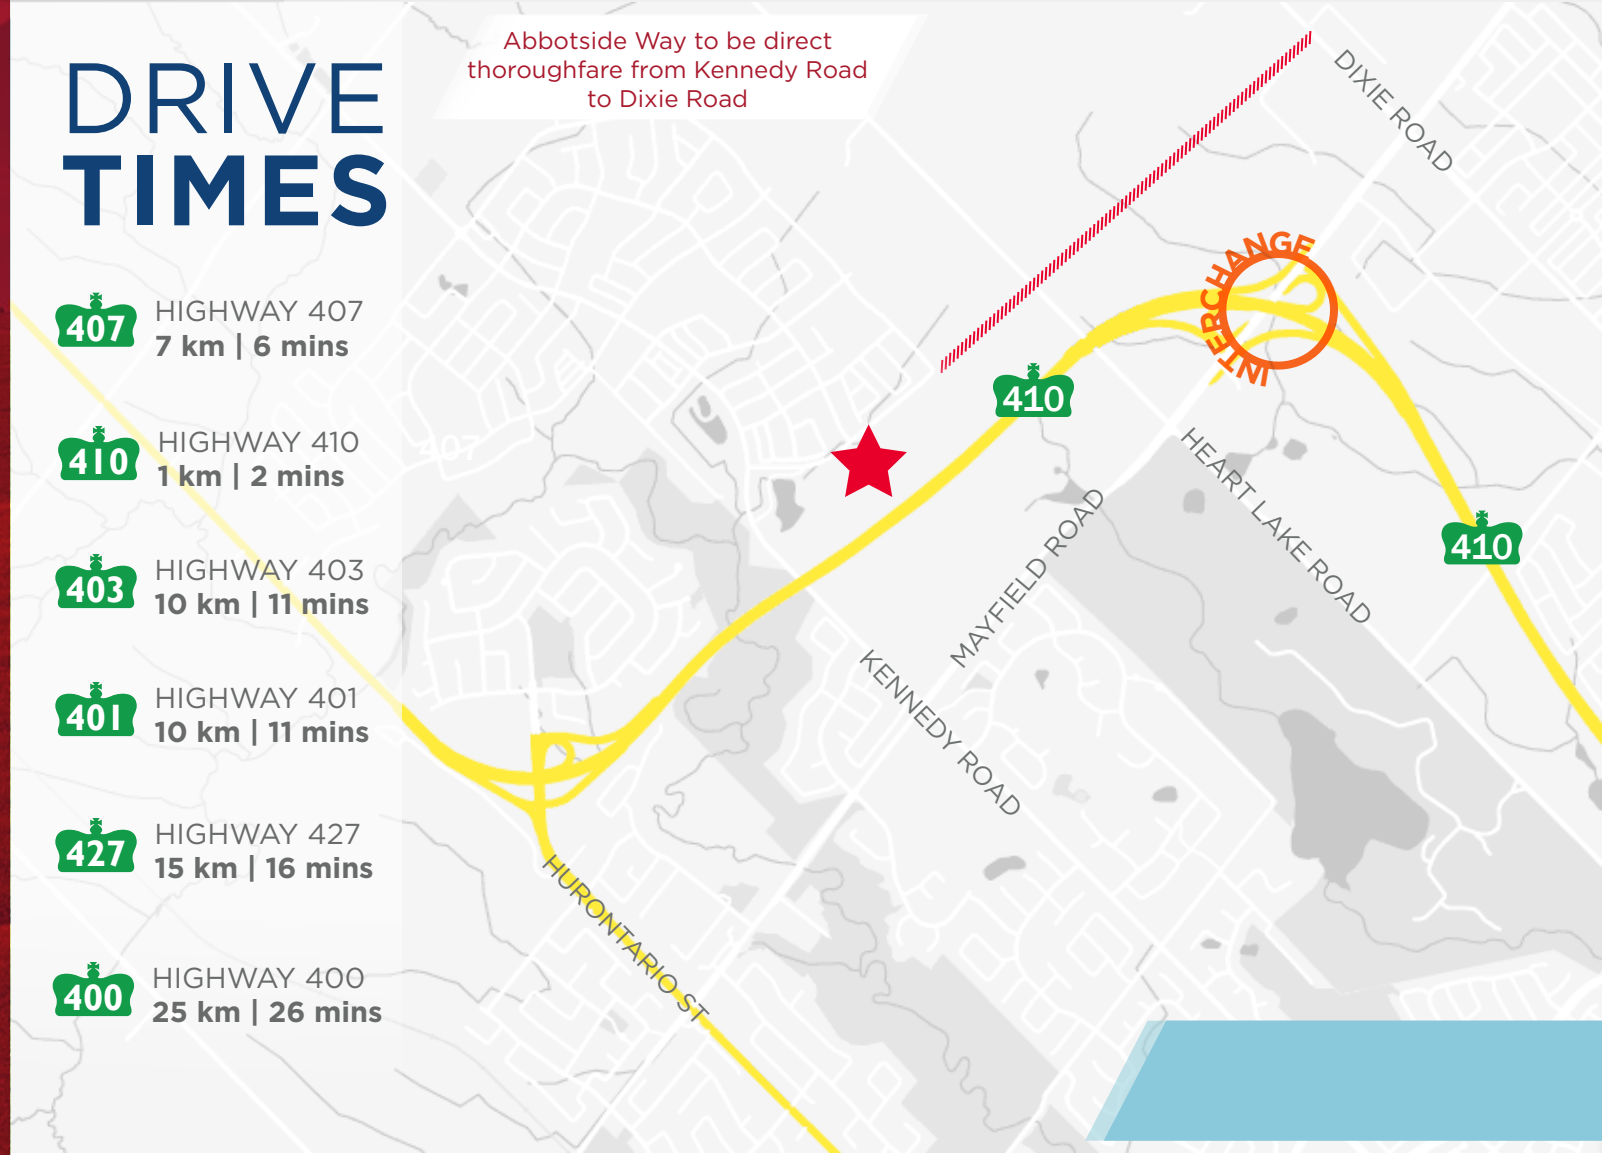 DRIVE
TIMES
Abbotside Way to be direct
thoroughfare from Kennedy Road
to Dixie Road
407
HIGHWAY 407
7 km | 6 mins
410
HIGHWAY 410
1 km | 2 mins
403
HIGHWAY 403
10 km | 11 mins
401
HIGHWAY 401
10 km | 11 mins
427
HIGHWAY 427
15 km | 16 mins
400
HIGHWAY 400
25 km | 26 mins
407
DIXIE ROAD
INTERCHANGE
410
HEART LAKE ROAD
410
MAYFIELD ROAD
KENNEDY ROAD
HURONTARIO ST